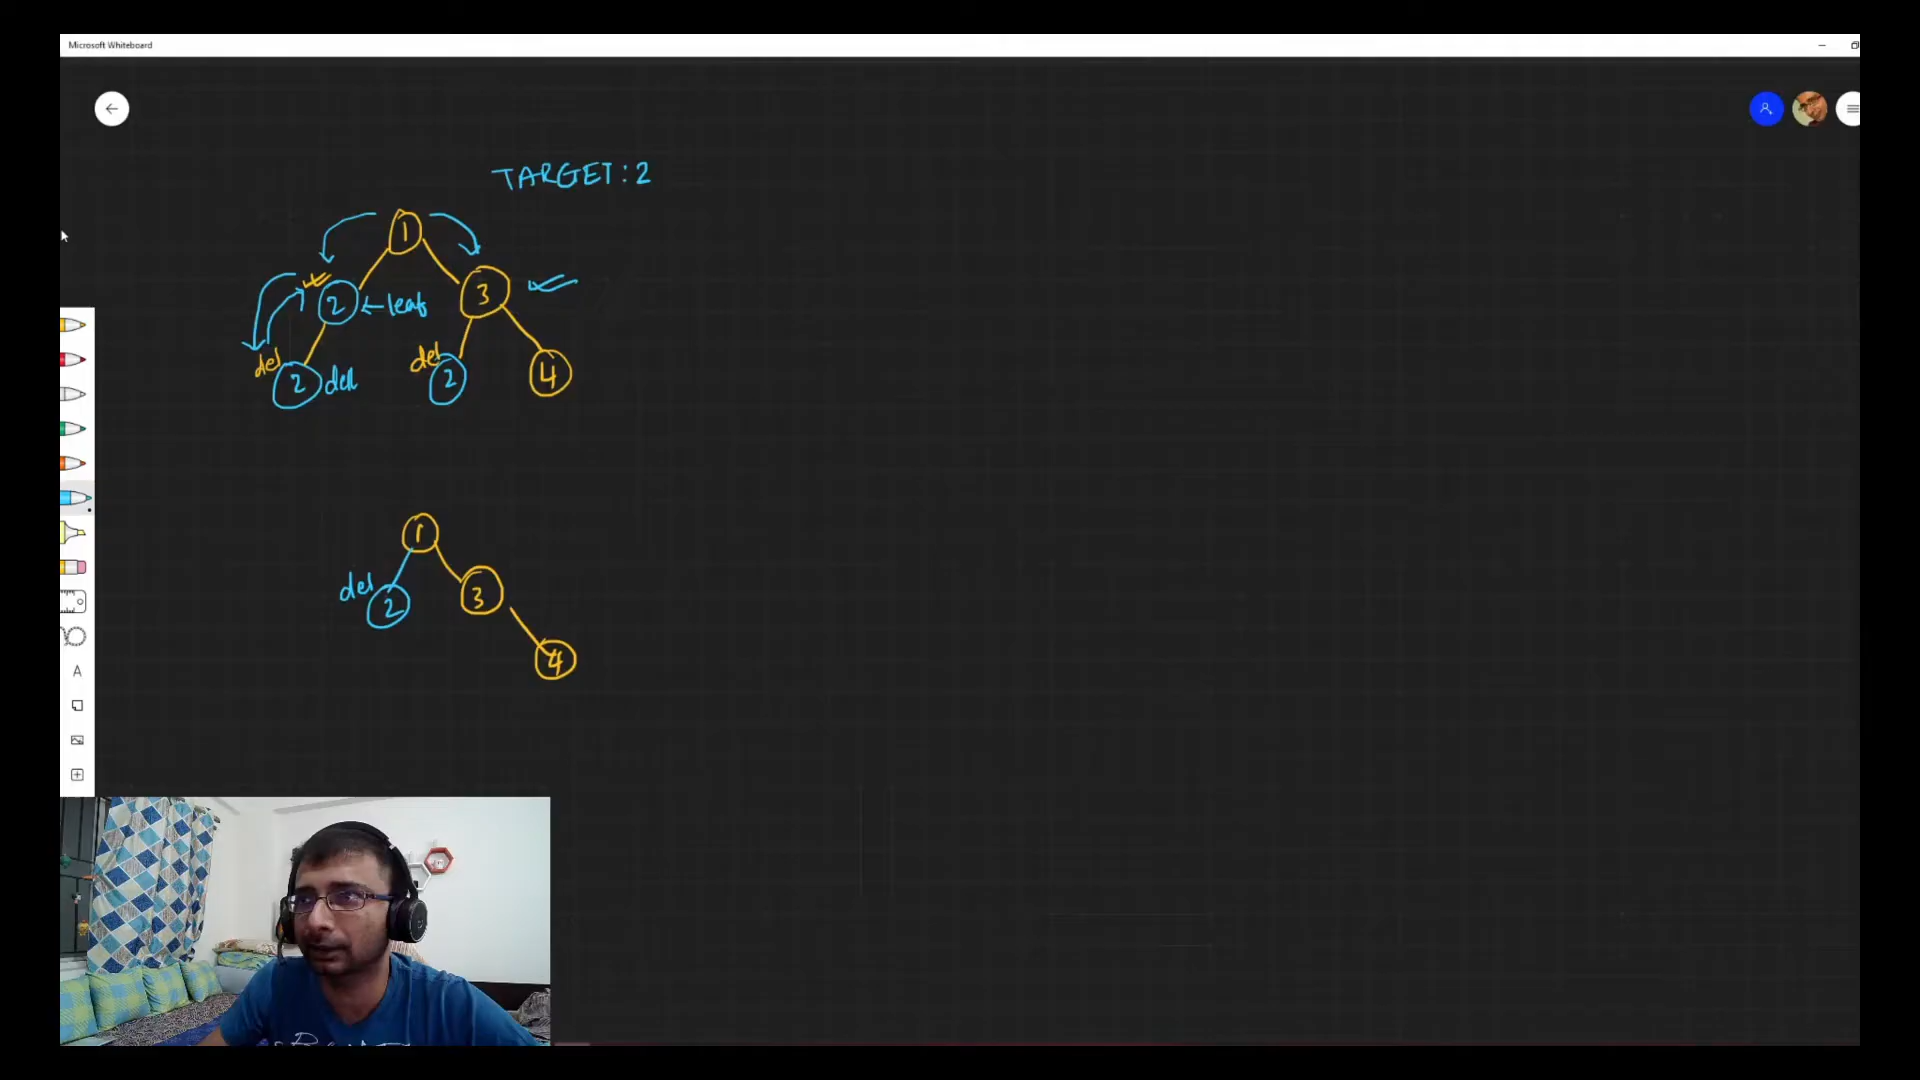 Microsoft Whiteboard
TARGET:2
1
2 ← leaf 3
del del
2 del 2 4
1
del
2 3
4
A